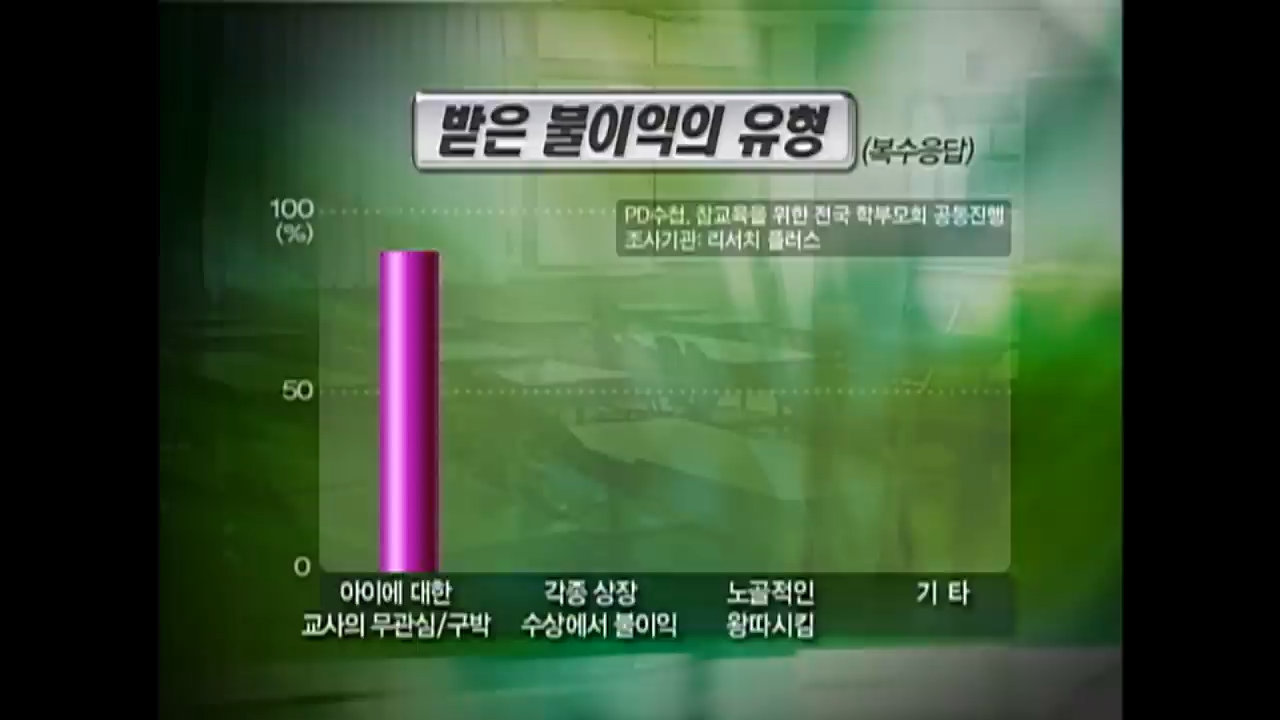 받은 불이익의 유형
(복수응답)
PD수첩, 참교육을 위한 전국 학부모회 공동진행
조사기관: 리서치 플러스
100
(%)
50
0
아이에 대한
교사의 무관심/구박
각종 상장
수상에서 불이익
노골적인
왕따시킴
기 타